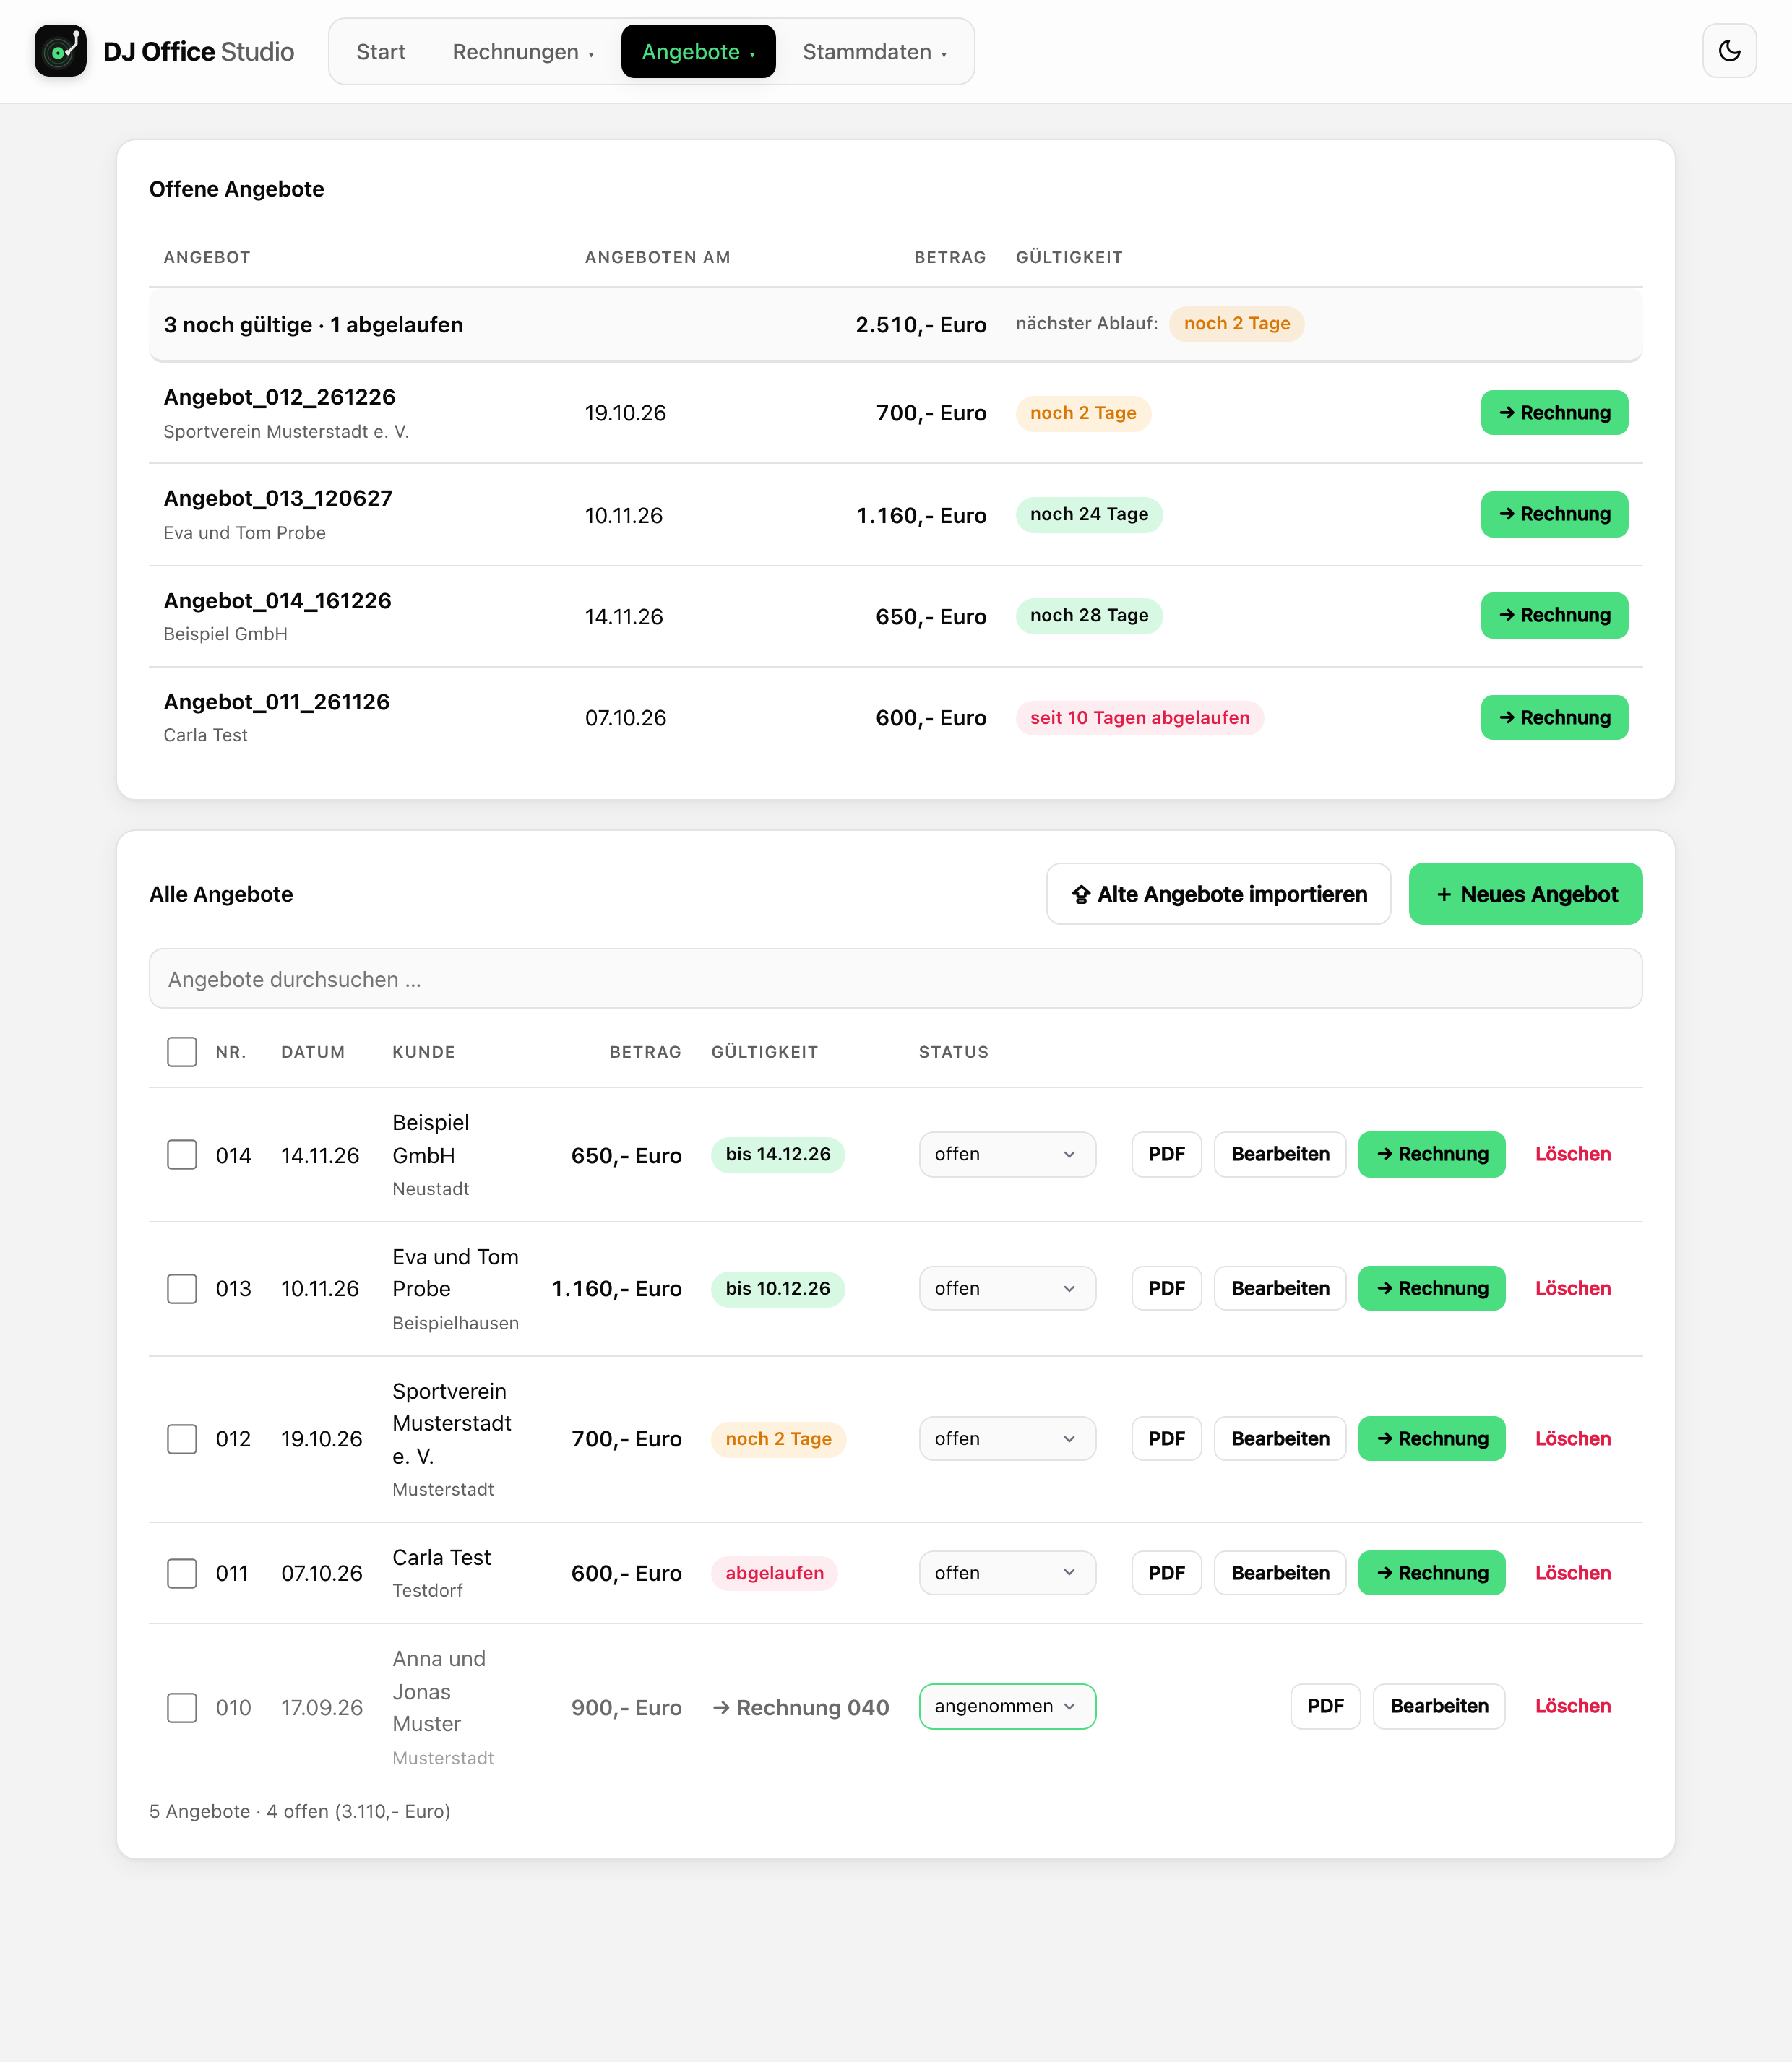 DJ Office Studio
Start
Rechnungen
Angebote
Stammdaten
Offene Angebote
ANGEBOT ANGEBOTEN AM BETRAG GÜLTIGKEIT
3 noch gültige · 1 abgelaufen 2.510,- Euro nächster Ablauf: noch 2 Tage
Angebot_012_261226
Sportverein Musterstadt e. V.
19.10.26 700,- Euro noch 2 Tage → Rechnung
Angebot_013_120627
Eva und Tom Probe
10.11.26 1.160,- Euro noch 24 Tage → Rechnung
Angebot_014_161226
Beispiel GmbH
14.11.26 650,- Euro noch 28 Tage → Rechnung
Angebot_011_261126
Carla Test
07.10.26 600,- Euro seit 10 Tagen abgelaufen → Rechnung
Alle Angebote
Alte Angebote importieren
+ Neues Angebot
Angebote durchsuchen ...
NR. DATUM KUNDE BETRAG GÜLTIGKEIT STATUS
014 14.11.26
Beispiel
GmbH
Neustadt
650,- Euro bis 14.12.26 offen PDF Bearbeiten → Rechnung Löschen
013 10.11.26
Eva und Tom
Probe
Beispielhausen
1.160,- Euro bis 10.12.26 offen PDF Bearbeiten → Rechnung Löschen
012 19.10.26
Sportverein
Musterstadt
e. V.
Musterstadt
700,- Euro noch 2 Tage offen PDF Bearbeiten → Rechnung Löschen
011 07.10.26
Carla Test
Testdorf
600,- Euro abgelaufen offen PDF Bearbeiten → Rechnung Löschen
010 17.09.26
Anna und
Jonas
Muster
Musterstadt
900,- Euro → Rechnung 040 angenommen PDF Bearbeiten Löschen
5 Angebote · 4 offen (3.110,- Euro)